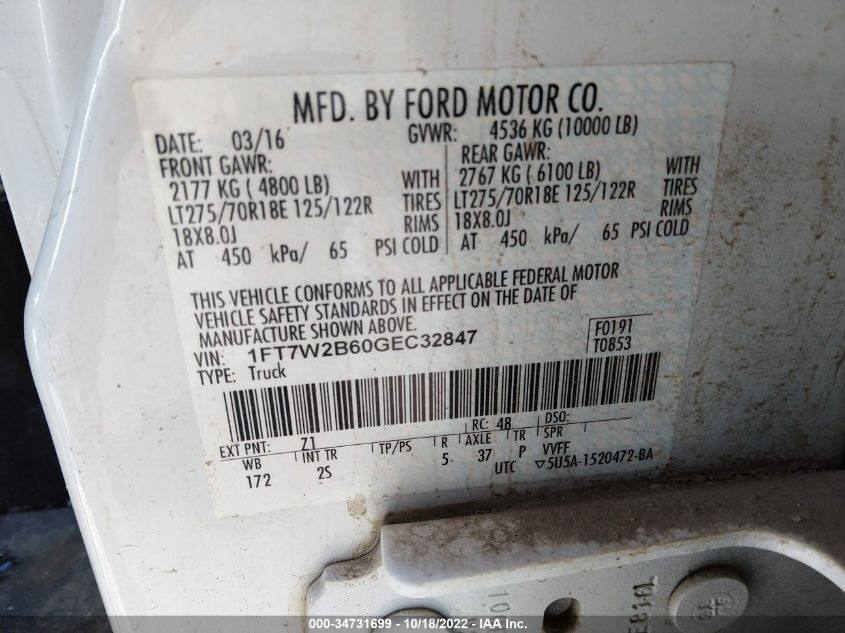 MFD. BY FORD MOTOR CO.
DATE: 03/16 GVWR: 4536 KG (10000 LB)
FRONT GAWR: REAR GAWR:
2177 KG ( 4800 LB) WITH 2767 KG ( 6100 LB) WITH
LT275/70R18E 125/122R TIRES LT275/70R18E 125/122R TIRES
18X8.0J RIMS 18X8.0J RIMS
AT 450 kPa/ 65 PSI COLD AT 450 kPa/ 65 PSI COLD
THIS VEHICLE CONFORMS TO ALL APPLICABLE FEDERAL MOTOR
VEHICLE SAFETY STANDARDS IN EFFECT ON THE DATE OF
MANUFACTURE SHOWN ABOVE.
VIN: 1FT7W2B60GEC32847 F0191
TYPE: Truck T0853
EXT PNT: Z1 RC: 48 DSO:
WB INT TR TP/PS R AXLE TR SPR
172 2S 5 37 P VVFF
UTC ▽5U5A-1520472-BA
000-34731699 - 10/18/2022 - IAA Inc.